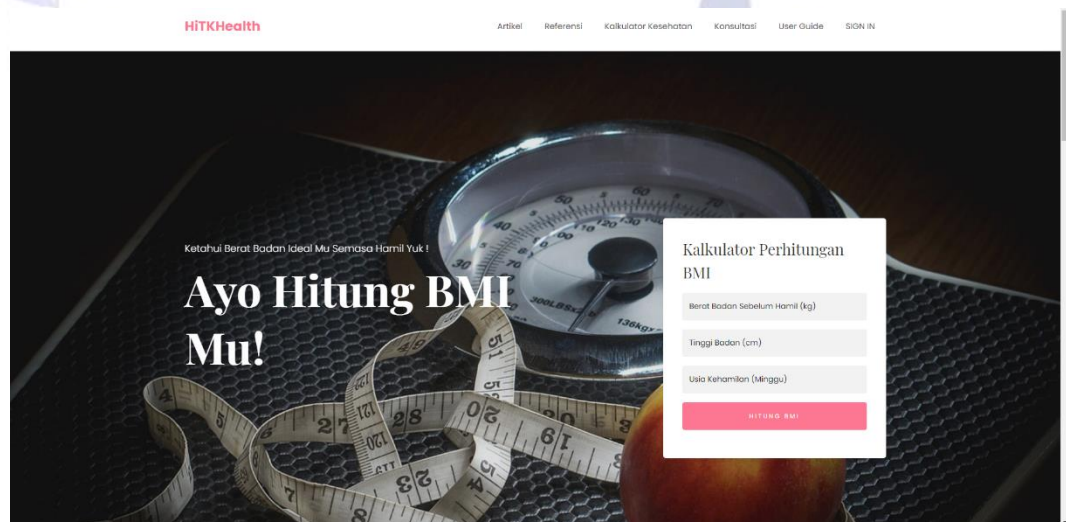 HiTKHealth
Artikel Referensi Kalkulator Kesehatan Konsultasi User Guide SIGN IN
Ketahui Berat Badan Ideal Mu Semasa Hamil Yuk !
Ayo Hitung BMI
Mu!
Kalkulator Perhitungan
BMI
Berat Badan Sebelum Hamil (kg)
Tinggi Badan (cm)
Usia Kehamilan (Minggu)
HITUNG BMI